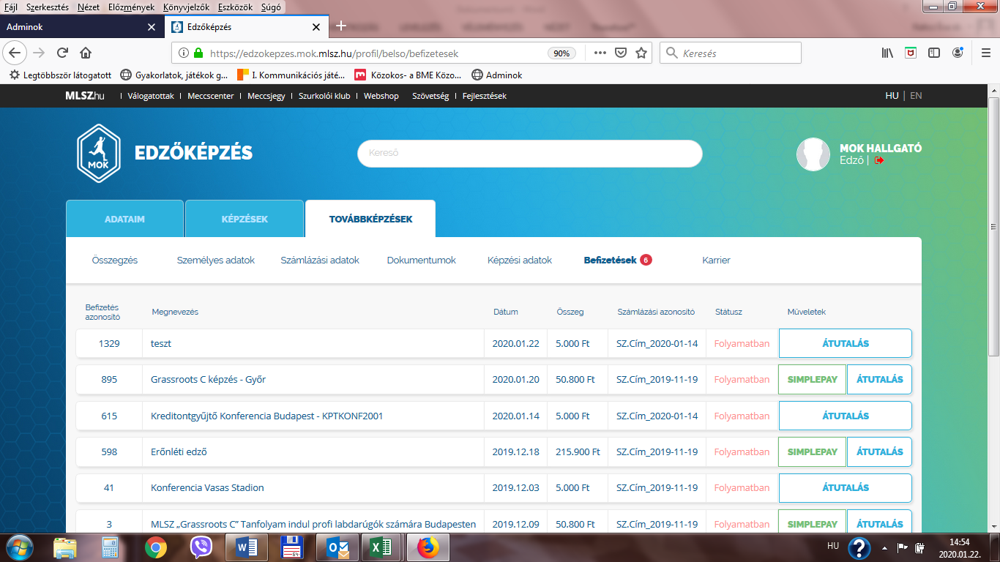 Fájl Szerkesztés Nézet Előzmények Könyvjelzők Eszközök Súgó
Adminok
Edzőképzés
https://edzokepzes.mok.mlsz.hu/profil/belso/befizetesek
90%
Keresés
Legtöbbször látogatott
Gyakorlatok, játékok g...
I. Kommunikációs játé...
Közokos- a BME Közo...
Adminok
MLSZ.hu | Válogatottak | Meccscenter | Meccsjegy | Szurkolói klub | Webshop Szövetség | Fejlesztések HU | EN
MOK
EDZŐKÉPZÉS
Kereső
MOK HALLGATÓ
Edző |
ADATAIM KÉPZÉSEK TOVÁBBKÉPZÉSEK
Összegzés Személyes adatok Számlázási adatok Dokumentumok Képzési adatok Befizetések 6 Karrier
Befizetés azonosító Megnevezés Dátum Összeg Számlázási azonosító Státusz Műveletek
1329 teszt 2020.01.22 5.000 Ft SZ.Cím_2020-01-14 Folyamatban ÁTUTALÁS
895 Grassroots C képzés - Győr 2020.01.20 50.800 Ft SZ.Cím_2019-11-19 Folyamatban SIMPLEPAY ÁTUTALÁS
615 Kreditontgyűjtő Konferencia Budapest - KPTKONF2001 2020.01.14 5.000 Ft SZ.Cím_2020-01-14 Folyamatban ÁTUTALÁS
598 Erőnléti edző 2019.12.18 215.900 Ft SZ.Cím_2019-11-19 Folyamatban SIMPLEPAY ÁTUTALÁS
41 Konferencia Vasas Stadion 2019.12.03 5.000 Ft SZ.Cím_2019-11-19 Folyamatban ÁTUTALÁS
3 MLSZ „Grassroots C” Tanfolyam indul profi labdarúgók számára Budapesten 2019.12.09 50.800 Ft SZ.Cím_2019-11-19 Folyamatban SIMPLEPAY ÁTUTALÁS
HU
14:54
2020.01.22.